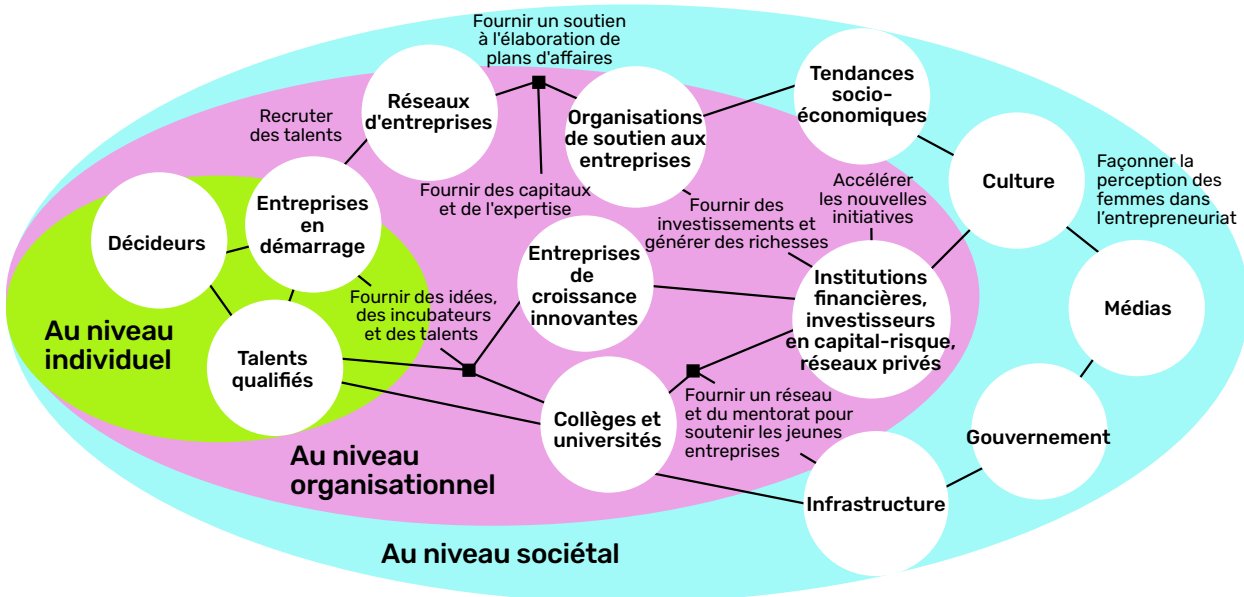 Fournir un soutien
à l'élaboration de
plans d'affaires
Tendances
socio-
économiques
Réseaux
d'entreprises
Organisations
de soutien aux
entreprises
Recruter
des talents
Culture
Façonner la
perception des
femmes dans
l’entrepreneuriat
Fournir des capitaux
et de l'expertise
Accélérer
les nouvelles
initiatives
Décideurs
Entreprises
en
démarrage
Fournir des
investissements et
générer des richesses
Entreprises
de
croissance
innovantes
Institutions
financières,
investisseurs
en capital-risque,
réseaux privés
Médias
Fournir des idées,
des incubateurs
et des talents
Au niveau
individuel
Talents
qualifiés
Collèges et
universités
Fournir un réseau
et du mentorat pour
soutenir les jeunes
entreprises
Gouvernement
Au niveau
organisationnel
Infrastructure
Au niveau sociétal